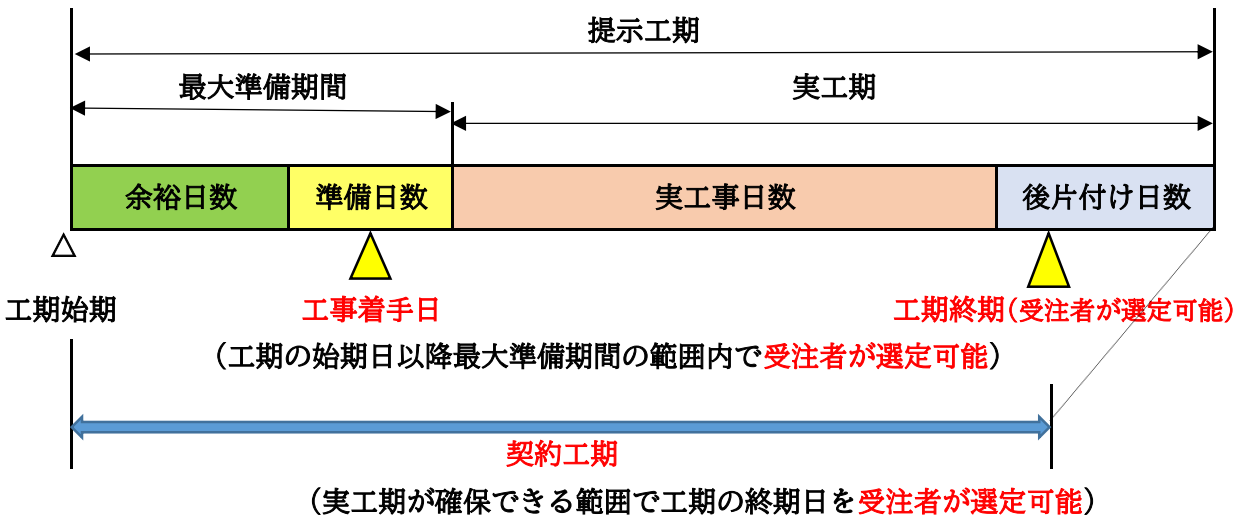 提示工期
最大準備期間
実工期
余裕日数
準備日数
実工事日数
後片付け日数
工期始期
工事着手日
工期終期(受注者が選定可能)
(工期の始期日以降最大準備期間の範囲内で受注者が選定可能)
契約工期
(実工期が確保できる範囲で工期の終期日を受注者が選定可能)